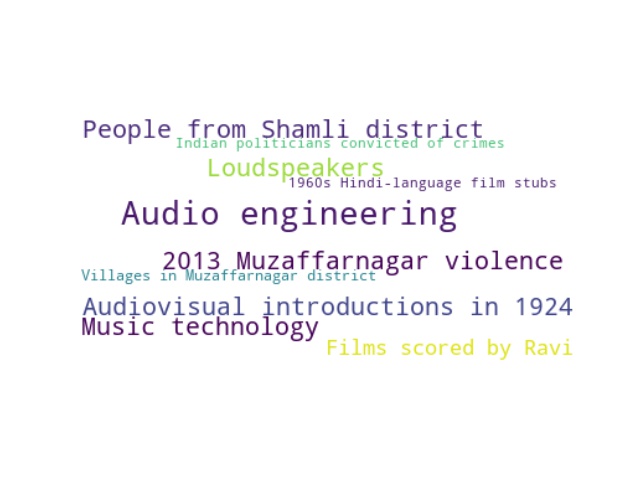 People from Shamli district
Indian politicians convicted of crimes
Loudspeakers
1960s Hindi-language film stubs
Audio engineering
2013 Muzaffarnagar violence
Villages in Muzaffarnagar district
Audiovisual introductions in 1924
Music technology
Films scored by Ravi